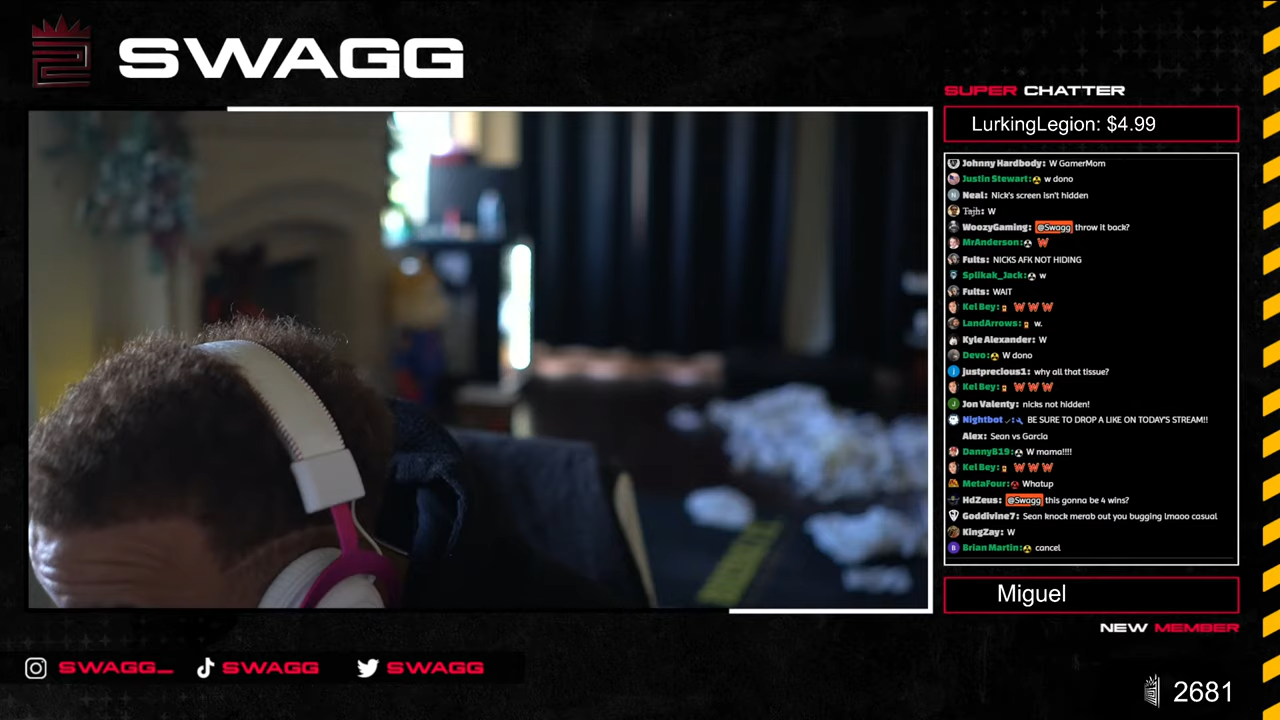 SWAGG
SUPER CHATTER
LurkingLegion: $4.99
Johnny Hardbody: W GamerMom
Justin Stewart: w dono
Neal: Nick's screen isn't hidden
Tajh: W
WoozyGaming: @Swagg throw it back?
MrAnderson: W
Fults: NICKS AFK NOT HIDING
Splikak_Jack: w
Fults: WAIT
Kel Bey: W W W
LandArrows: w.
Kyle Alexander: W
Devo: W dono
justprecious1: why all that tissue?
Kel Bey: W W W
Jon Valenty: nicks not hidden!
Nightbot: BE SURE TO DROP A LIKE ON TODAY'S STREAM!!
Alex: Sean vs Garcia
DannyB19: W mama!!!!
Kel Bey: W W W
MetaFour: Whatup
HdZeus: @Swagg this gonna be 4 wins?
Goddivine7: Sean knock merab out you bugging lmaoo casual
KingZay: W
Brian Martin: cancel
Miguel
NEW MEMBER
SWAGG_ SWAGG SWAGG
2681